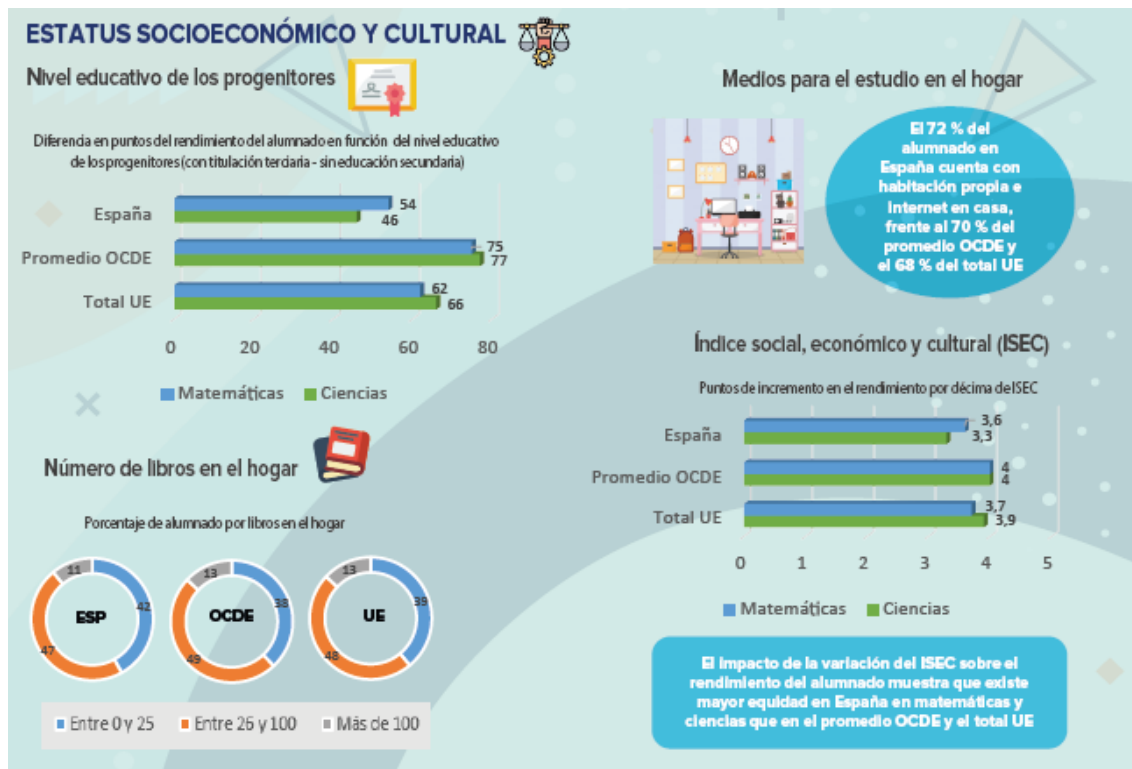 ESTATUS SOCIOECONÓMICO Y CULTURAL
Nivel educativo de los progenitores
Diferencia en puntos del rendimiento del alumnado en función del nivel educativo
de los progenitores (con titulación terciaria - sin educación secundaria)
España
54
46
Promedio OCDE
75
77
Total UE
62
66
0 20 40 60 80
Matemáticas Ciencias
Número de libros en el hogar
Porcentaje de alumnado por libros en el hogar
11
42
47
ESP
13
38
49
OCDE
13
39
48
UE
Entre 0 y 25 Entre 26 y 100 Más de 100
Medios para el estudio en el hogar
El 72 % del
alumnado en
España cuenta con
habitación propia e
internet en casa,
frente al 70 % del
promedio OCDE y
el 68 % del total UE
Índice social, económico y cultural (ISEC)
Puntos de incremento en el rendimiento por décima de ISEC
España
3,6
3,3
Promedio OCDE
4
4
Total UE
3,7
3,9
0 1 2 3 4 5
Matemáticas Ciencias
El impacto de la variación del ISEC sobre el
rendimiento del alumnado muestra que existe
mayor equidad en España en matemáticas y
ciencias que en el promedio OCDE y el total UE